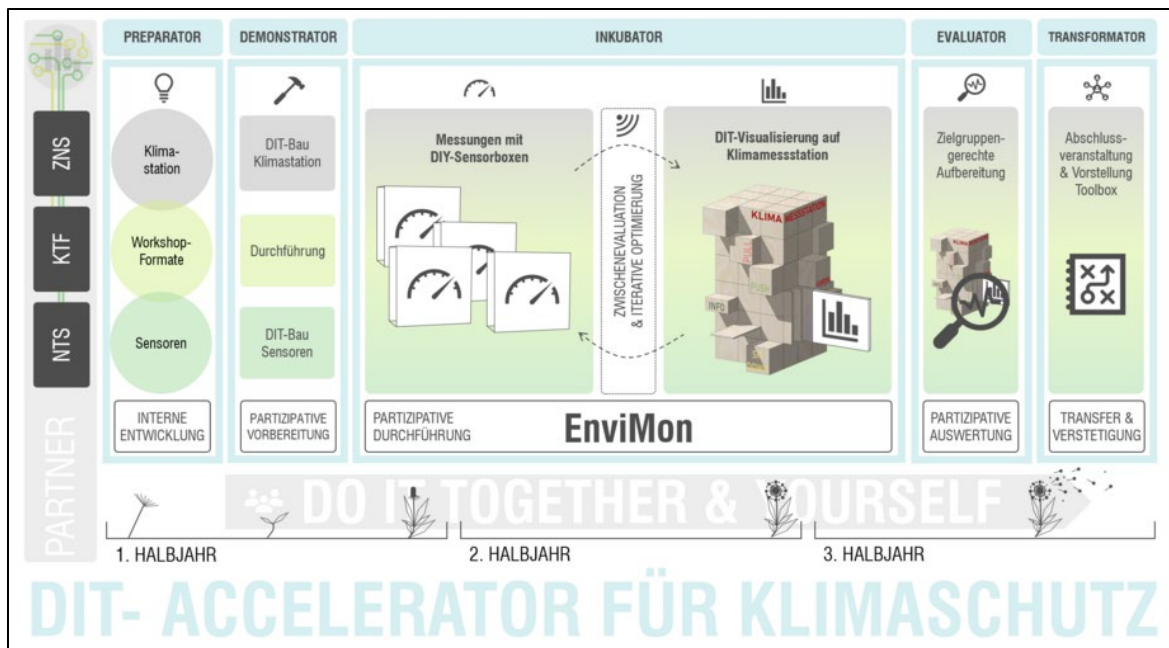 PREPARATOR
DEMONSTRATOR
INKUBATOR
EVALUATOR
TRANSFORMATOR
ZNS
KTF
NTS
PARTNER
Klima-
station
Workshop-
Formate
Sensoren
INTERNE
ENTWICKLUNG
DIT-Bau
Klimastation
Durchführung
DIT-Bau
Sensoren
PARTIZIPATIVE
VORBEREITUNG
Messungen mit
DIY-Sensorboxen
ZWISCHENEVALUATION
& ITERATIVE OPTIMIERUNG
DIT-Visualisierung auf
Klimamessstation
KLIMA MESSSTATION
PULL
PUSH
INFO
PARTIZIPATIVE
DURCHFÜHRUNG
EnviMon
Zielgruppen-
gerechte
Aufbereitung
PARTIZIPATIVE
AUSWERTUNG
Abschluss-
veranstaltung
& Vorstellung
Toolbox
TRANSFER &
VERSTETIGUNG
DO IT TOGETHER & YOURSELF
1. HALBJAHR
2. HALBJAHR
3. HALBJAHR
DIT- ACCELERATOR FÜR KLIMASCHUTZ